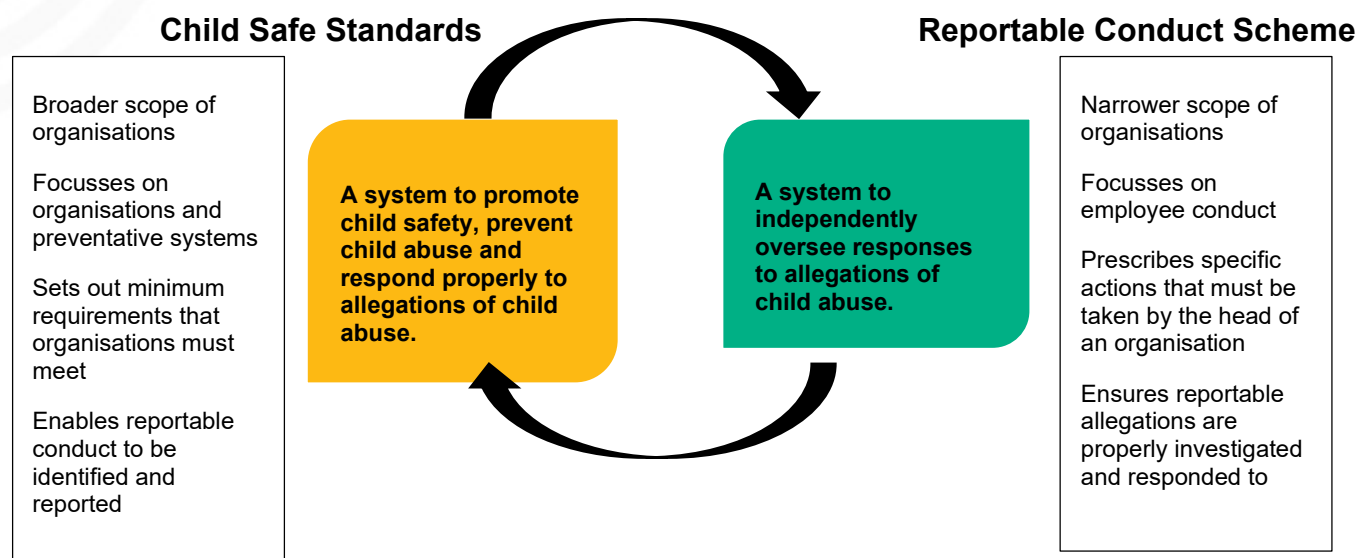 Child Safe Standards
Broader scope of
organisations
Focusses on
organisations and
preventative systems
Sets out minimum
requirements that
organisations must
meet
Enables reportable
conduct to be
identified and
reported
A system to promote
child safety, prevent
child abuse and
respond properly to
allegations of child
abuse.
A system to
independently
oversee responses
to allegations of
child abuse.
Reportable Conduct Scheme
Narrower scope of
organisations
Focusses on
employee conduct
Prescribes specific
actions that must be
taken by the head of
an organisation
Ensures reportable
allegations are
properly investigated
and responded to